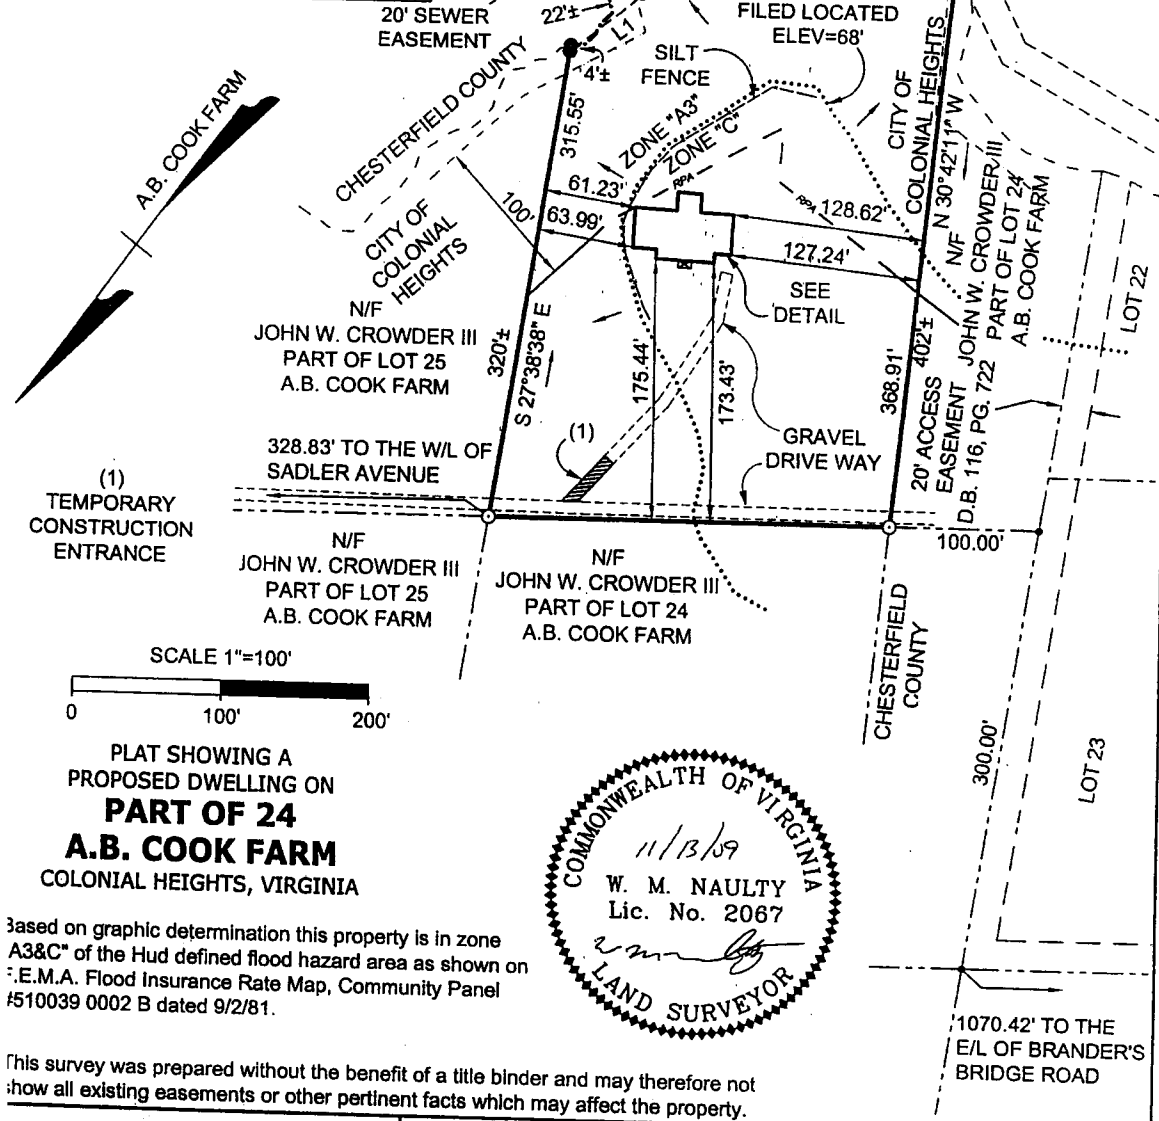 20' SEWER
EASEMENT
22'±
L1
4'±
FILED LOCATED
ELEV=68'
SILT
FENCE
CHESTERFIELD COUNTY
CITY OF
COLONIAL
HEIGHTS
A.B. COOK FARM
315.55'
ZONE "A3"
ZONE "C"
RPA
RPA
CITY OF
COLONIAL HEIGHTS
N 30°42'11" W
61.23'
63.99'
100'
128.62'
127.24'
SEE
DETAIL
N/F
JOHN W. CROWDER III
PART OF LOT 24
A.B. COOK FARM
LOT 22
N/F
JOHN W. CROWDER III
PART OF LOT 25
A.B. COOK FARM
320'±
S 27°38'38" E
175.44'
173.43'
368.91'
402'±
20' ACCESS
EASEMENT
D.B. 116, PG. 722
(1)
GRAVEL
DRIVE WAY
328.83' TO THE W/L OF
SADLER AVENUE
(1)
TEMPORARY
CONSTRUCTION
ENTRANCE
N/F
JOHN W. CROWDER III
PART OF LOT 25
A.B. COOK FARM
N/F
JOHN W. CROWDER III
PART OF LOT 24
A.B. COOK FARM
100.00'
CHESTERFIELD
COUNTY
300.00'
LOT 23
SCALE 1"=100'
0 100' 200'
PLAT SHOWING A
PROPOSED DWELLING ON
PART OF 24
A.B. COOK FARM
COLONIAL HEIGHTS, VIRGINIA
COMMONWEALTH OF VIRGINIA
11/13/09
W. M. NAULTY
Lic. No. 2067
LAND SURVEYOR
Based on graphic determination this property is in zone
A3&C" of the Hud defined flood hazard area as shown on
F.E.M.A. Flood Insurance Rate Map, Community Panel
#510039 0002 B dated 9/2/81.
1070.42' TO THE
E/L OF BRANDER'S
BRIDGE ROAD
This survey was prepared without the benefit of a title binder and may therefore not
show all existing easements or other pertinent facts which may affect the property.